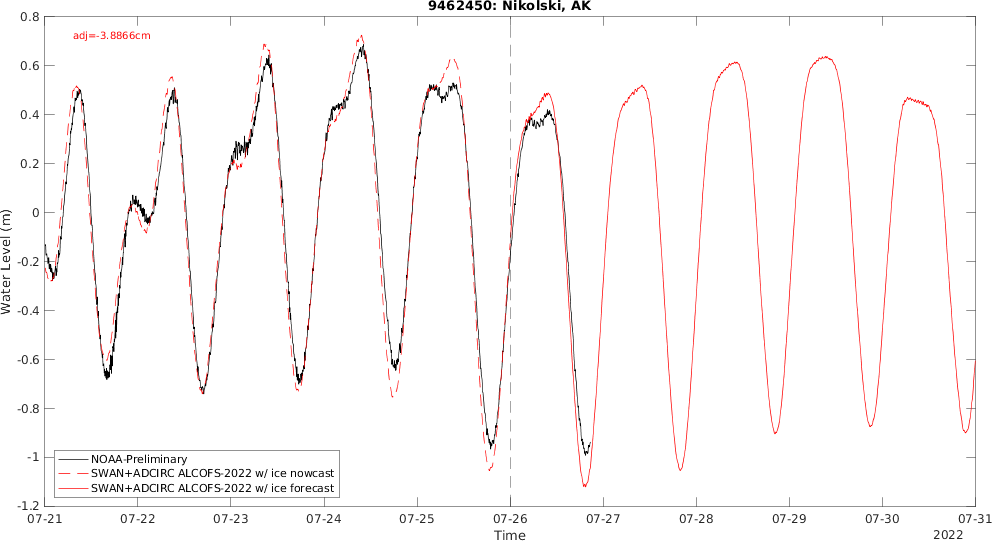 9462450: Nikolski, AK
adj=-3.8866cm
Water Level (m)
0.8
0.6
0.4
0.2
0
-0.2
-0.4
-0.6
-0.8
-1
-1.2
NOAA-Preliminary
SWAN+ADCIRC ALCOFS-2022 w/ ice nowcast
SWAN+ADCIRC ALCOFS-2022 w/ ice forecast
07-21 07-22 07-23 07-24 07-25 07-26 07-27 07-28 07-29 07-30 07-31
Time
2022